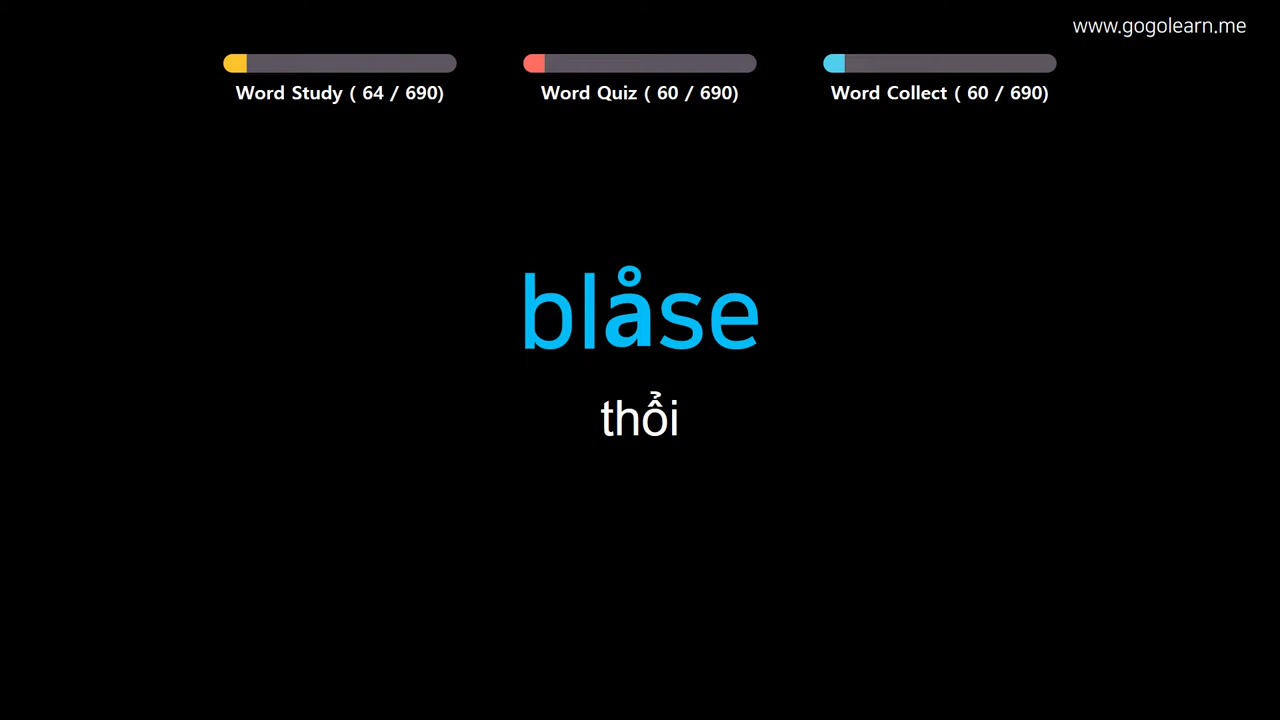 www.gogolearn.me
Word Study ( 64 / 690)
Word Quiz ( 60 / 690)
Word Collect ( 60 / 690)
blåse
thổi